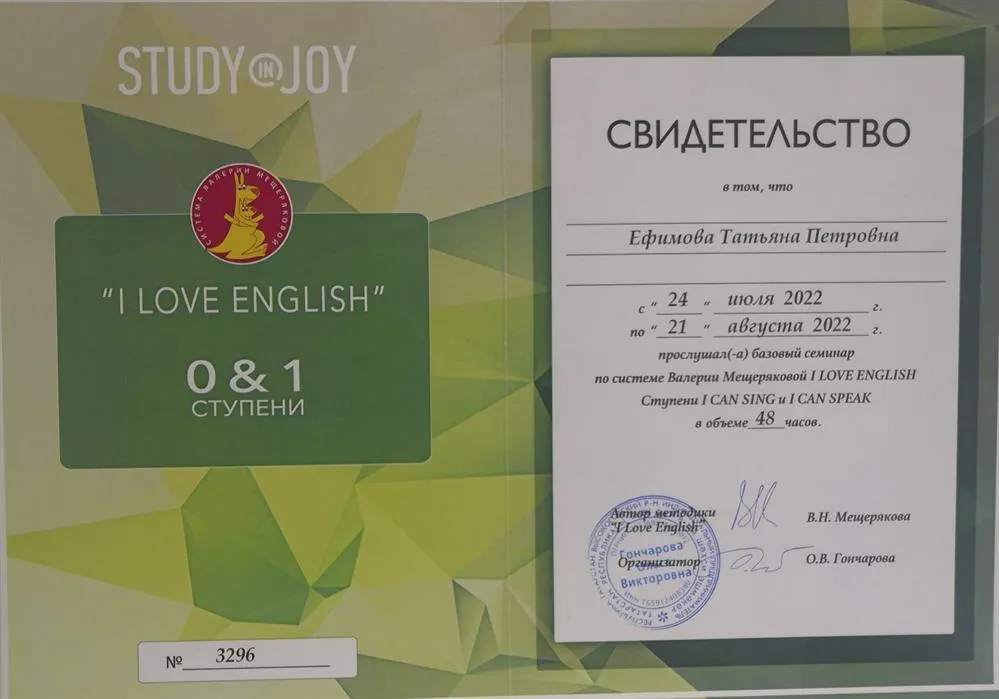 STUDY IN JOY
СИСТЕМА ВАЛЕРИИ МЕЩЕРЯКОВОЙ
"I LOVE ENGLISH"
0 & 1
СТУПЕНИ
№ 3296
СВИДЕТЕЛЬСТВО
в том, что
Ефимова Татьяна Петровна
с " 24 " июля 2022 г.
по " 21 " августа 2022 г.
прослушал(-а) базовый семинар
по системе Валерии Мещеряковой I LOVE ENGLISH
Ступени I CAN SING и I CAN SPEAK
в объеме 48 часов.
Автор методики
"I Love English"
В.Н. Мещерякова
Организатор
О.В. Гончарова
Гончарова
Викторовна